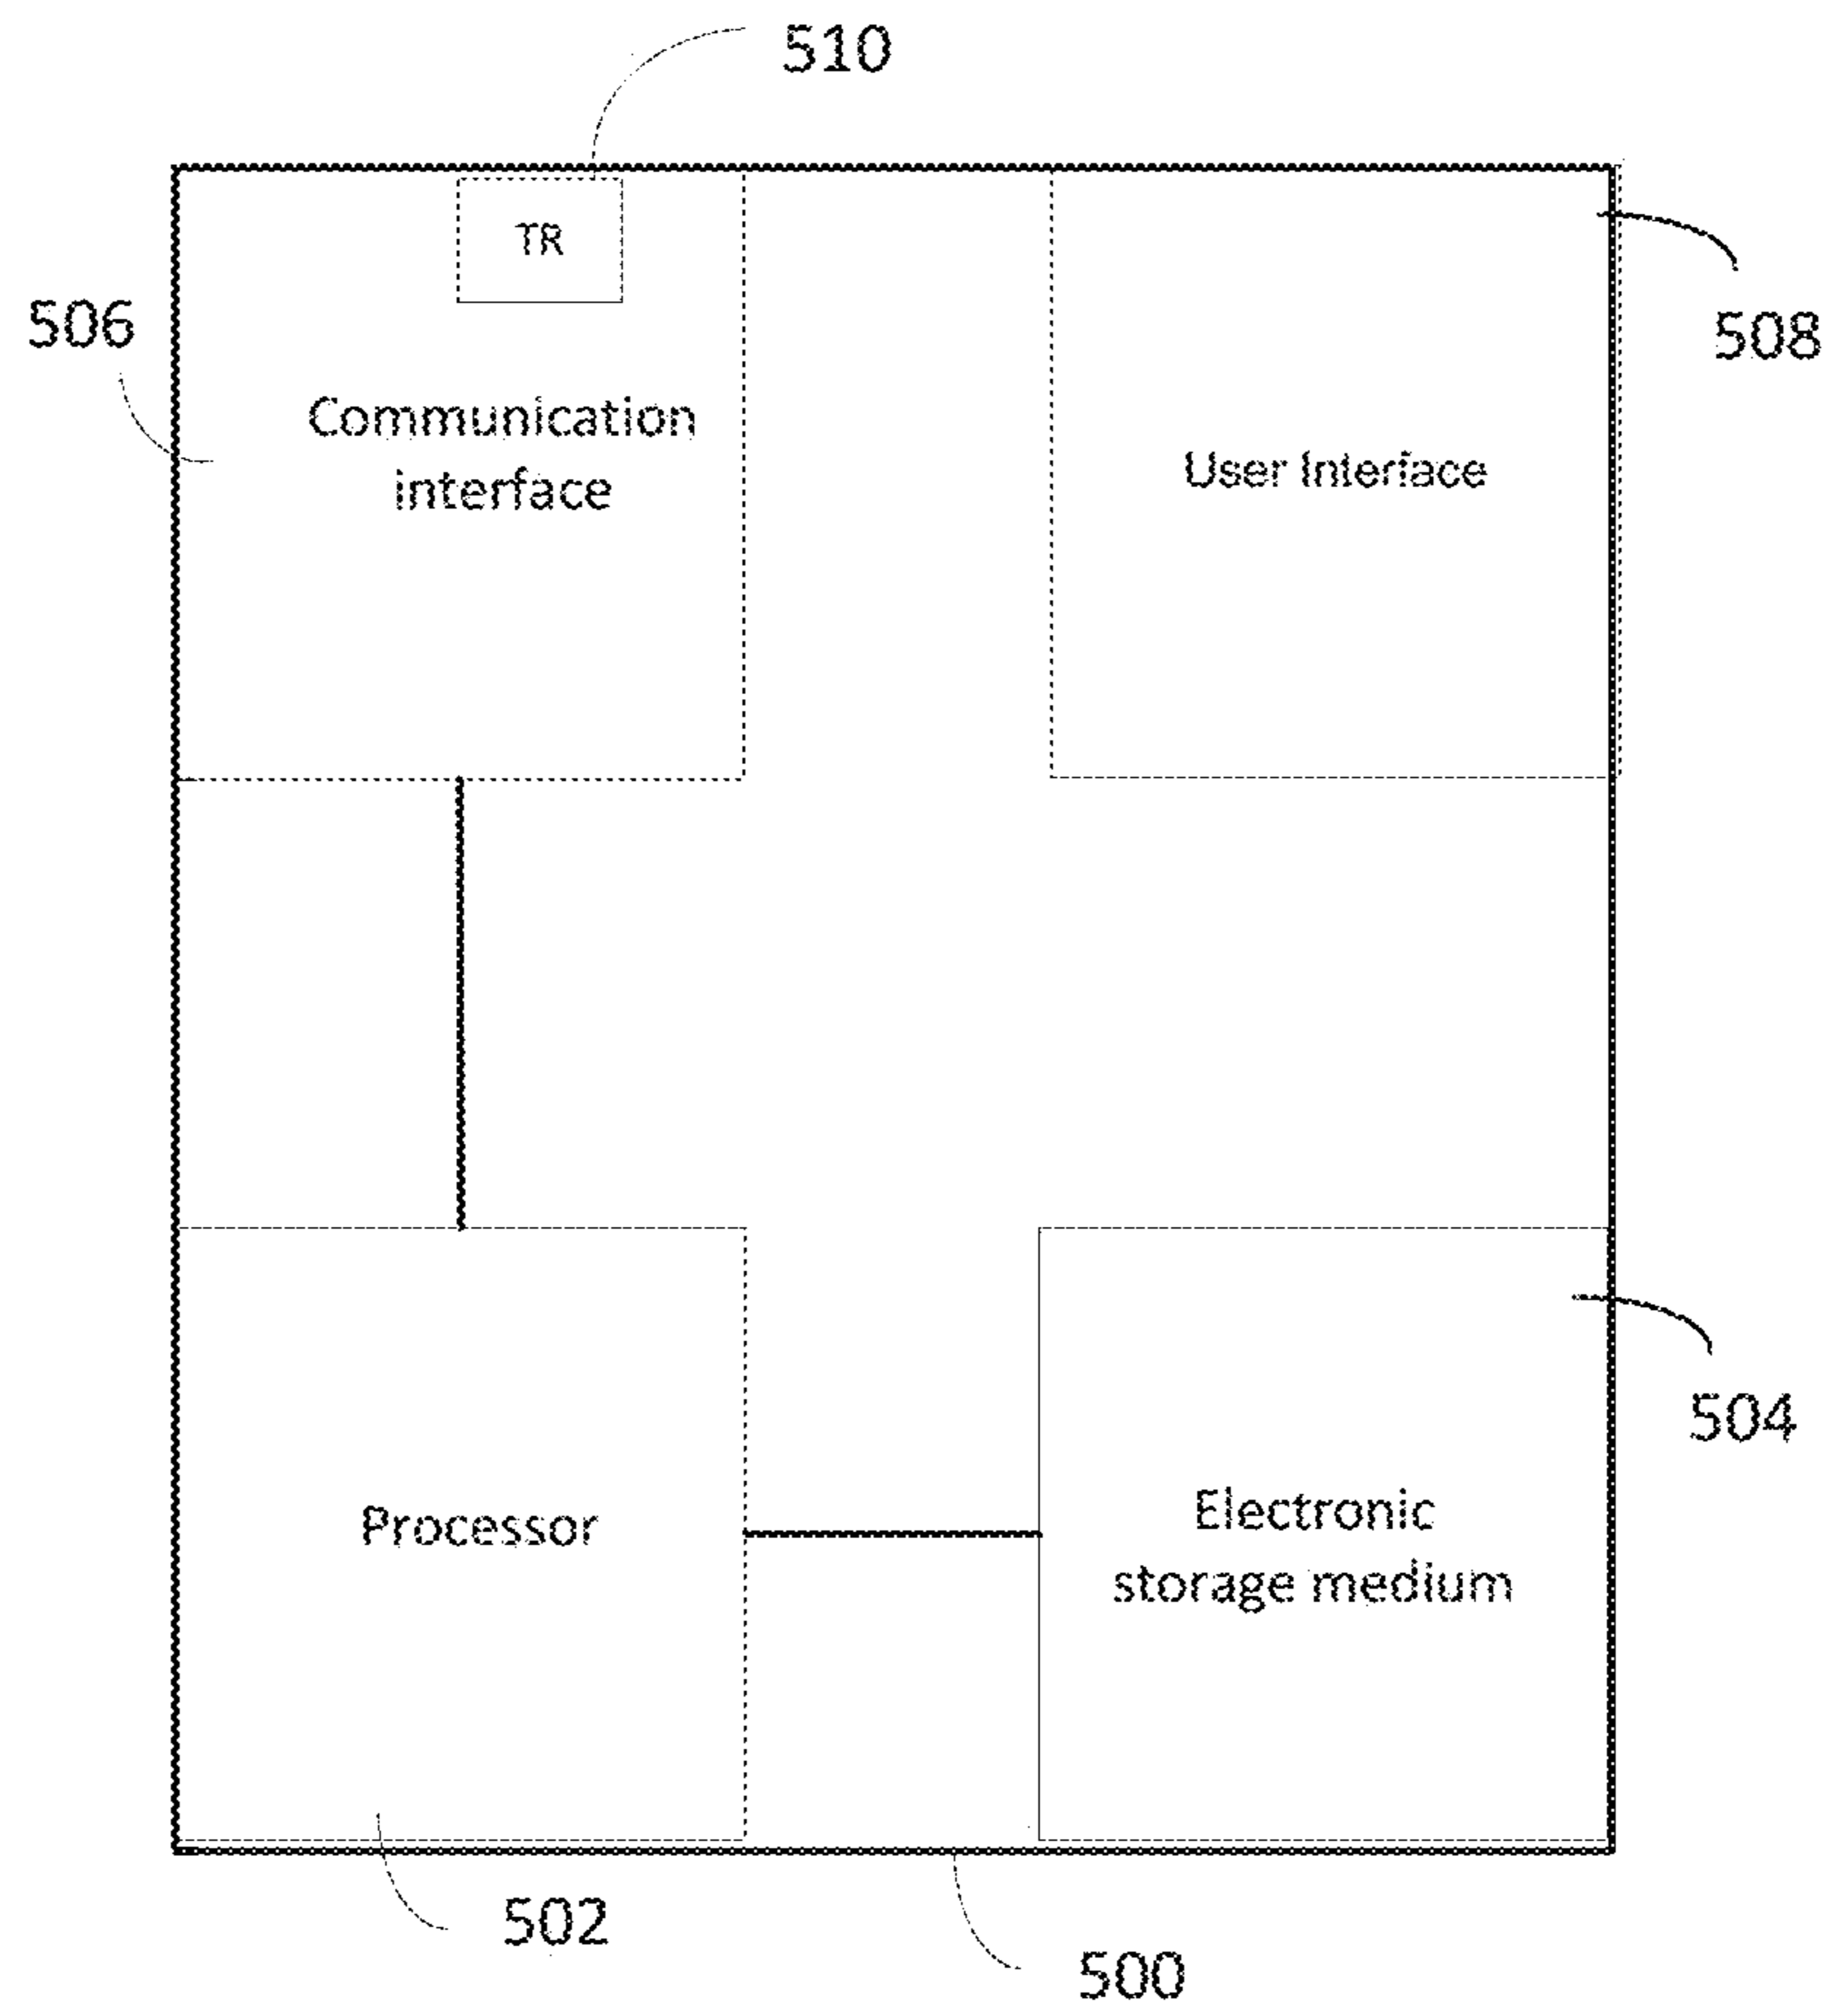 510
TR
506
508
Communication
interface
User Interface
504
Processor
Electronic
storage medium
502
500